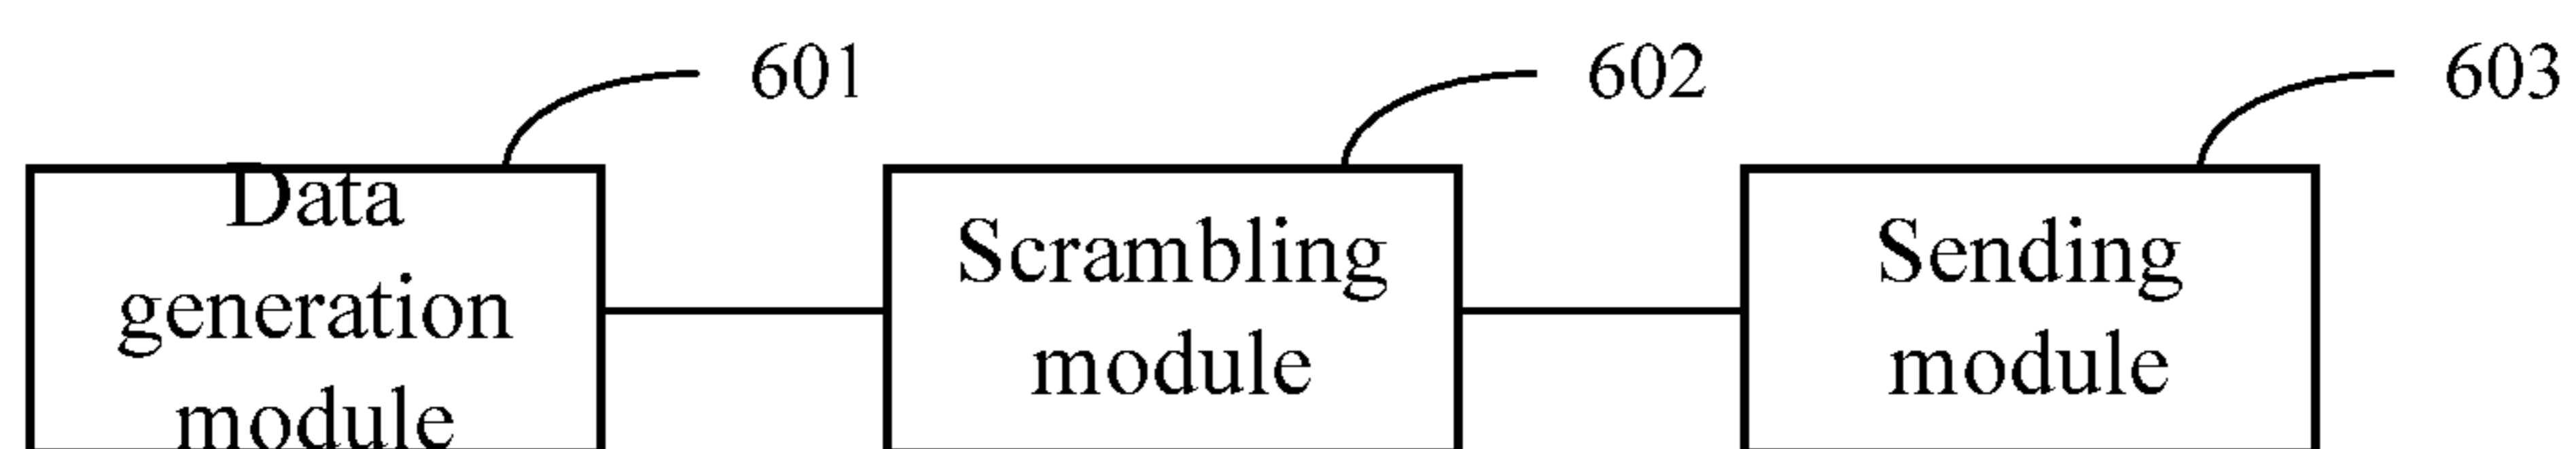 601
602
603
Data
generation
module
Scrambling
module
Sending
module